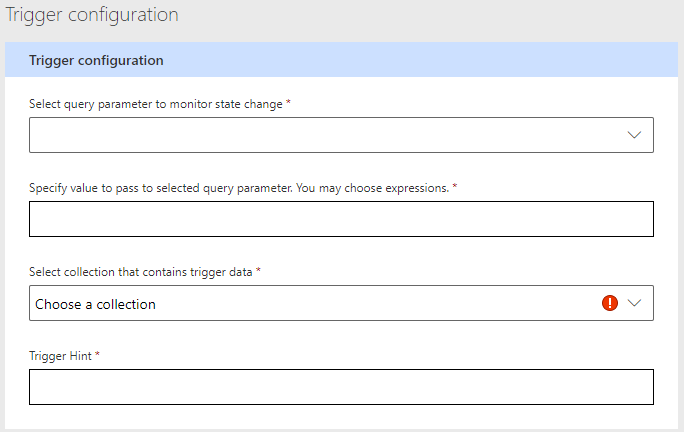 Trigger configuration
Trigger configuration
Select query parameter to monitor state change *
Specify value to pass to selected query parameter. You may choose expressions. *
Select collection that contains trigger data *
Choose a collection
Trigger Hint *